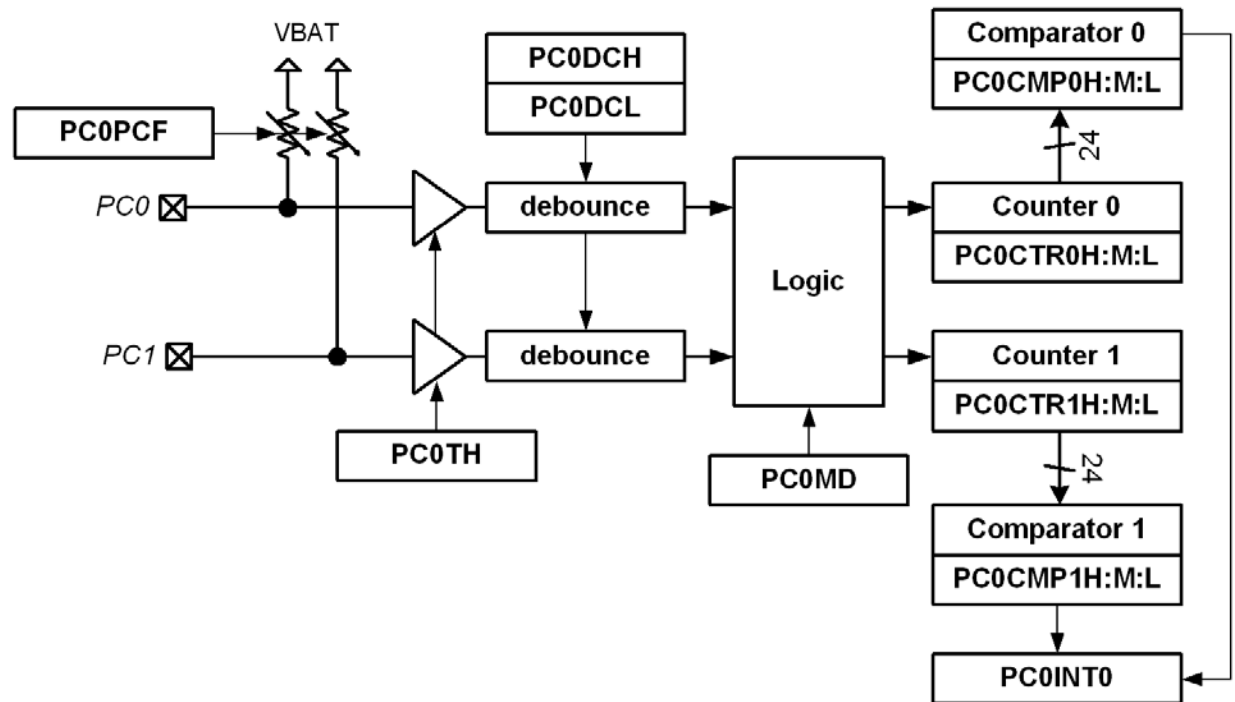 VBAT
PC0PCF
PC0
PC1
PC0TH
PC0DCH
PC0DCL
debounce
debounce
Logic
PC0MD
Comparator 0
PC0CMP0H:M:L
24
Counter 0
PC0CTR0H:M:L
Counter 1
PC0CTR1H:M:L
24
Comparator 1
PC0CMP1H:M:L
PC0INT0